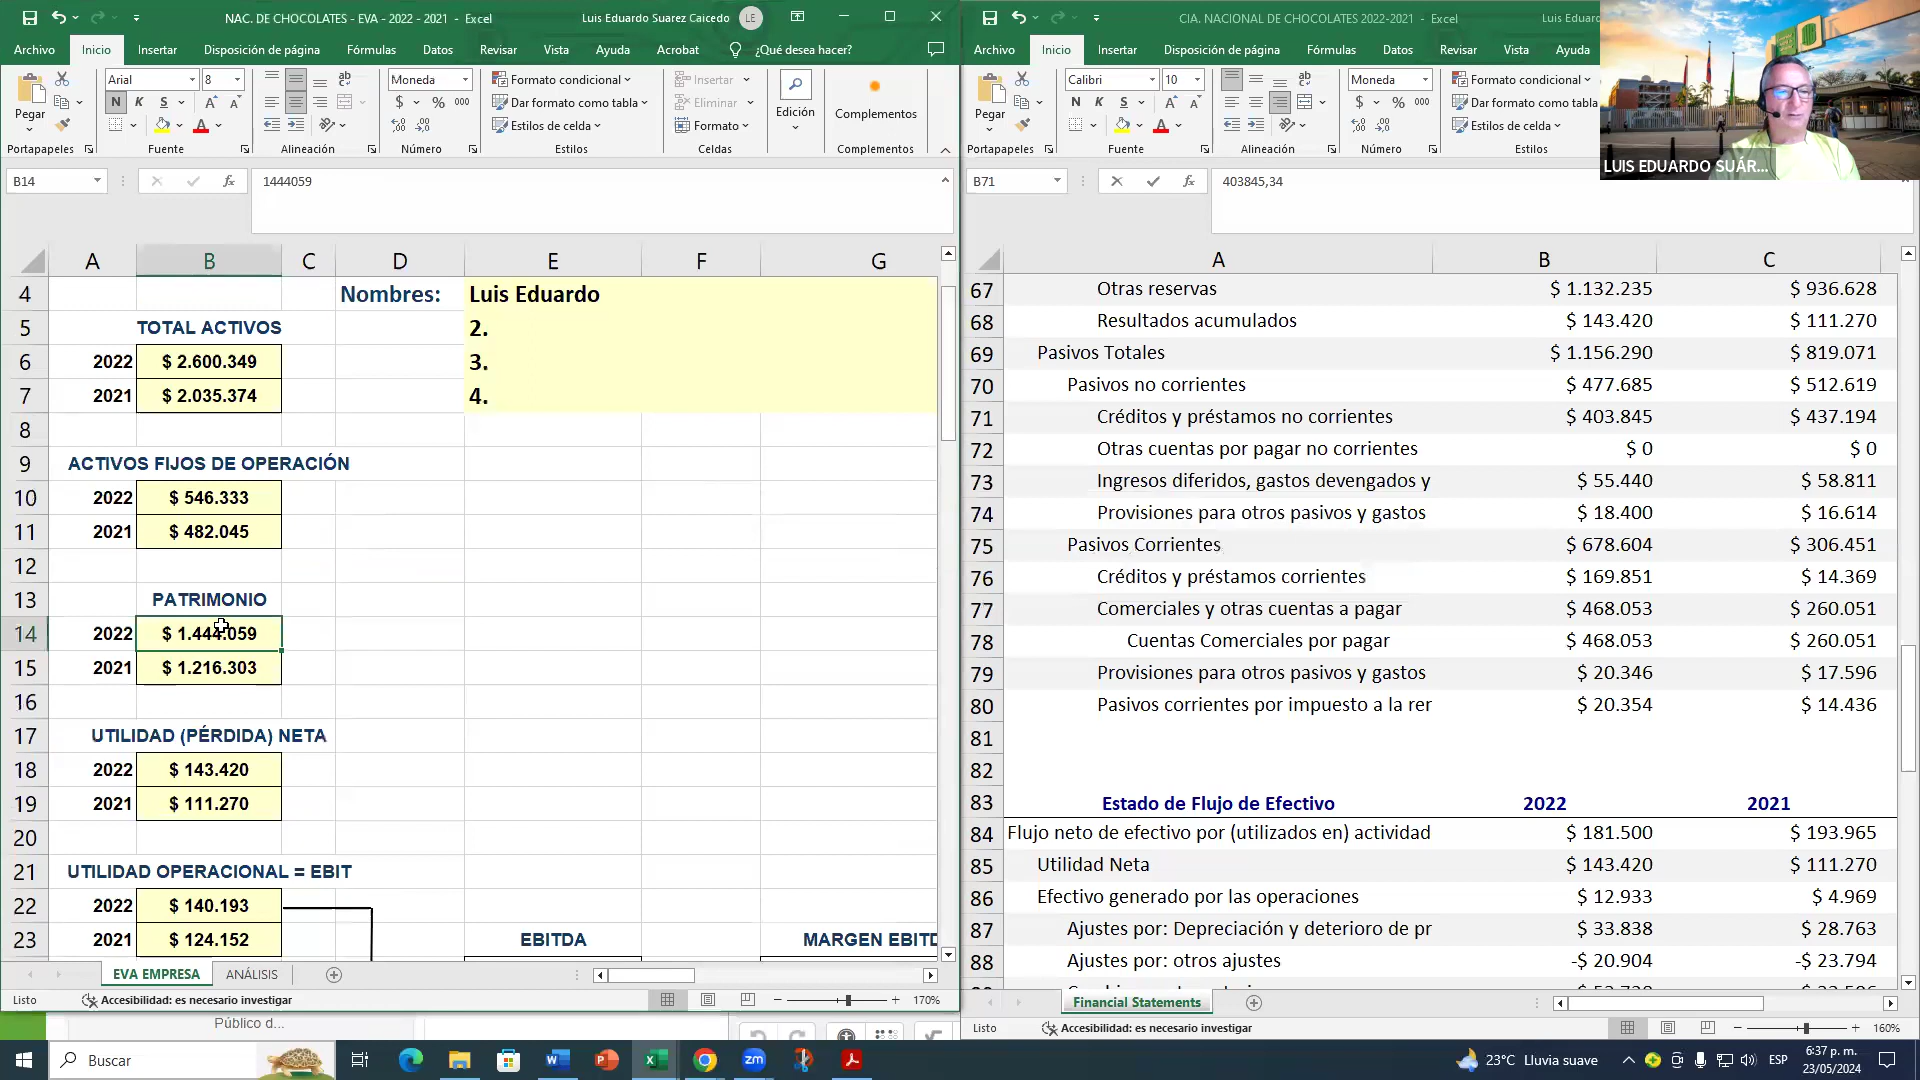 NAC. DE CHOCOLATES - EVA - 2022 - 2021 - Excel
Luis Eduardo Suarez Caicedo
LE
Archivo Inicio Insertar Disposición de página Fórmulas Datos Revisar Vista Ayuda Acrobat ¿Qué desea hacer?
Pegar
Arial 8
N K S
Moneda
$ % 000
Formato condicional
Dar formato como tabla
Estilos de celda
Insertar
Eliminar
Formato
Edición
Complementos
Portapapeles Fuente Alineación Número Estilos Celdas Complementos
B14 fx 1444059
A B C D E F G
4 Nombres: Luis Eduardo
5 TOTAL ACTIVOS 2.
6 2022 $ 2.600.349 3.
7 2021 $ 2.035.374 4.
8
9 ACTIVOS FIJOS DE OPERACIÓN
10 2022 $ 546.333
11 2021 $ 482.045
12
13 PATRIMONIO
14 2022 $ 1.444.059
15 2021 $ 1.216.303
16
17 UTILIDAD (PÉRDIDA) NETA
18 2022 $ 143.420
19 2021 $ 111.270
20
21 UTILIDAD OPERACIONAL = EBIT
22 2022 $ 140.193
23 2021 $ 124.152 EBITDA MARGEN EBITD
EVA EMPRESA ANÁLISIS
Listo Accesibilidad: es necesario investigar 170%
Público d...
CIA. NACIONAL DE CHOCOLATES 2022-2021 - Excel
Luis Eduar
Archivo Inicio Insertar Disposición de página Fórmulas Datos Revisar Vista Ayuda
Pegar
Calibri 10
N K S
Moneda
$ % 000
Formato condicional
Dar formato como tabla
Estilos de celda
Portapapeles Fuente Alineación Número Estilos
LUIS EDUARDO SUÁR...
B71 fx 403845,34
A B C
67 Otras reservas $ 1.132.235 $ 936.628
68 Resultados acumulados $ 143.420 $ 111.270
69 Pasivos Totales $ 1.156.290 $ 819.071
70 Pasivos no corrientes $ 477.685 $ 512.619
71 Créditos y préstamos no corrientes $ 403.845 $ 437.194
72 Otras cuentas por pagar no corrientes $ 0 $ 0
73 Ingresos diferidos, gastos devengados y $ 55.440 $ 58.811
74 Provisiones para otros pasivos y gastos $ 18.400 $ 16.614
75 Pasivos Corrientes $ 678.604 $ 306.451
76 Créditos y préstamos corrientes $ 169.851 $ 14.369
77 Comerciales y otras cuentas a pagar $ 468.053 $ 260.051
78 Cuentas Comerciales por pagar $ 468.053 $ 260.051
79 Provisiones para otros pasivos y gastos $ 20.346 $ 17.596
80 Pasivos corrientes por impuesto a la rer $ 20.354 $ 14.436
81
82
83 Estado de Flujo de Efectivo 2022 2021
84 Flujo neto de efectivo por (utilizados en) actividad $ 181.500 $ 193.965
85 Utilidad Neta $ 143.420 $ 111.270
86 Efectivo generado por las operaciones $ 12.933 $ 4.969
87 Ajustes por: Depreciación y deterioro de pr $ 33.838 $ 28.763
88 Ajustes por: otros ajustes -$ 20.904 -$ 23.794
Financial Statements
Listo Accesibilidad: es necesario investigar 160%
Buscar
23°C Lluvia suave
ESP
6:37 p. m.
23/05/2024